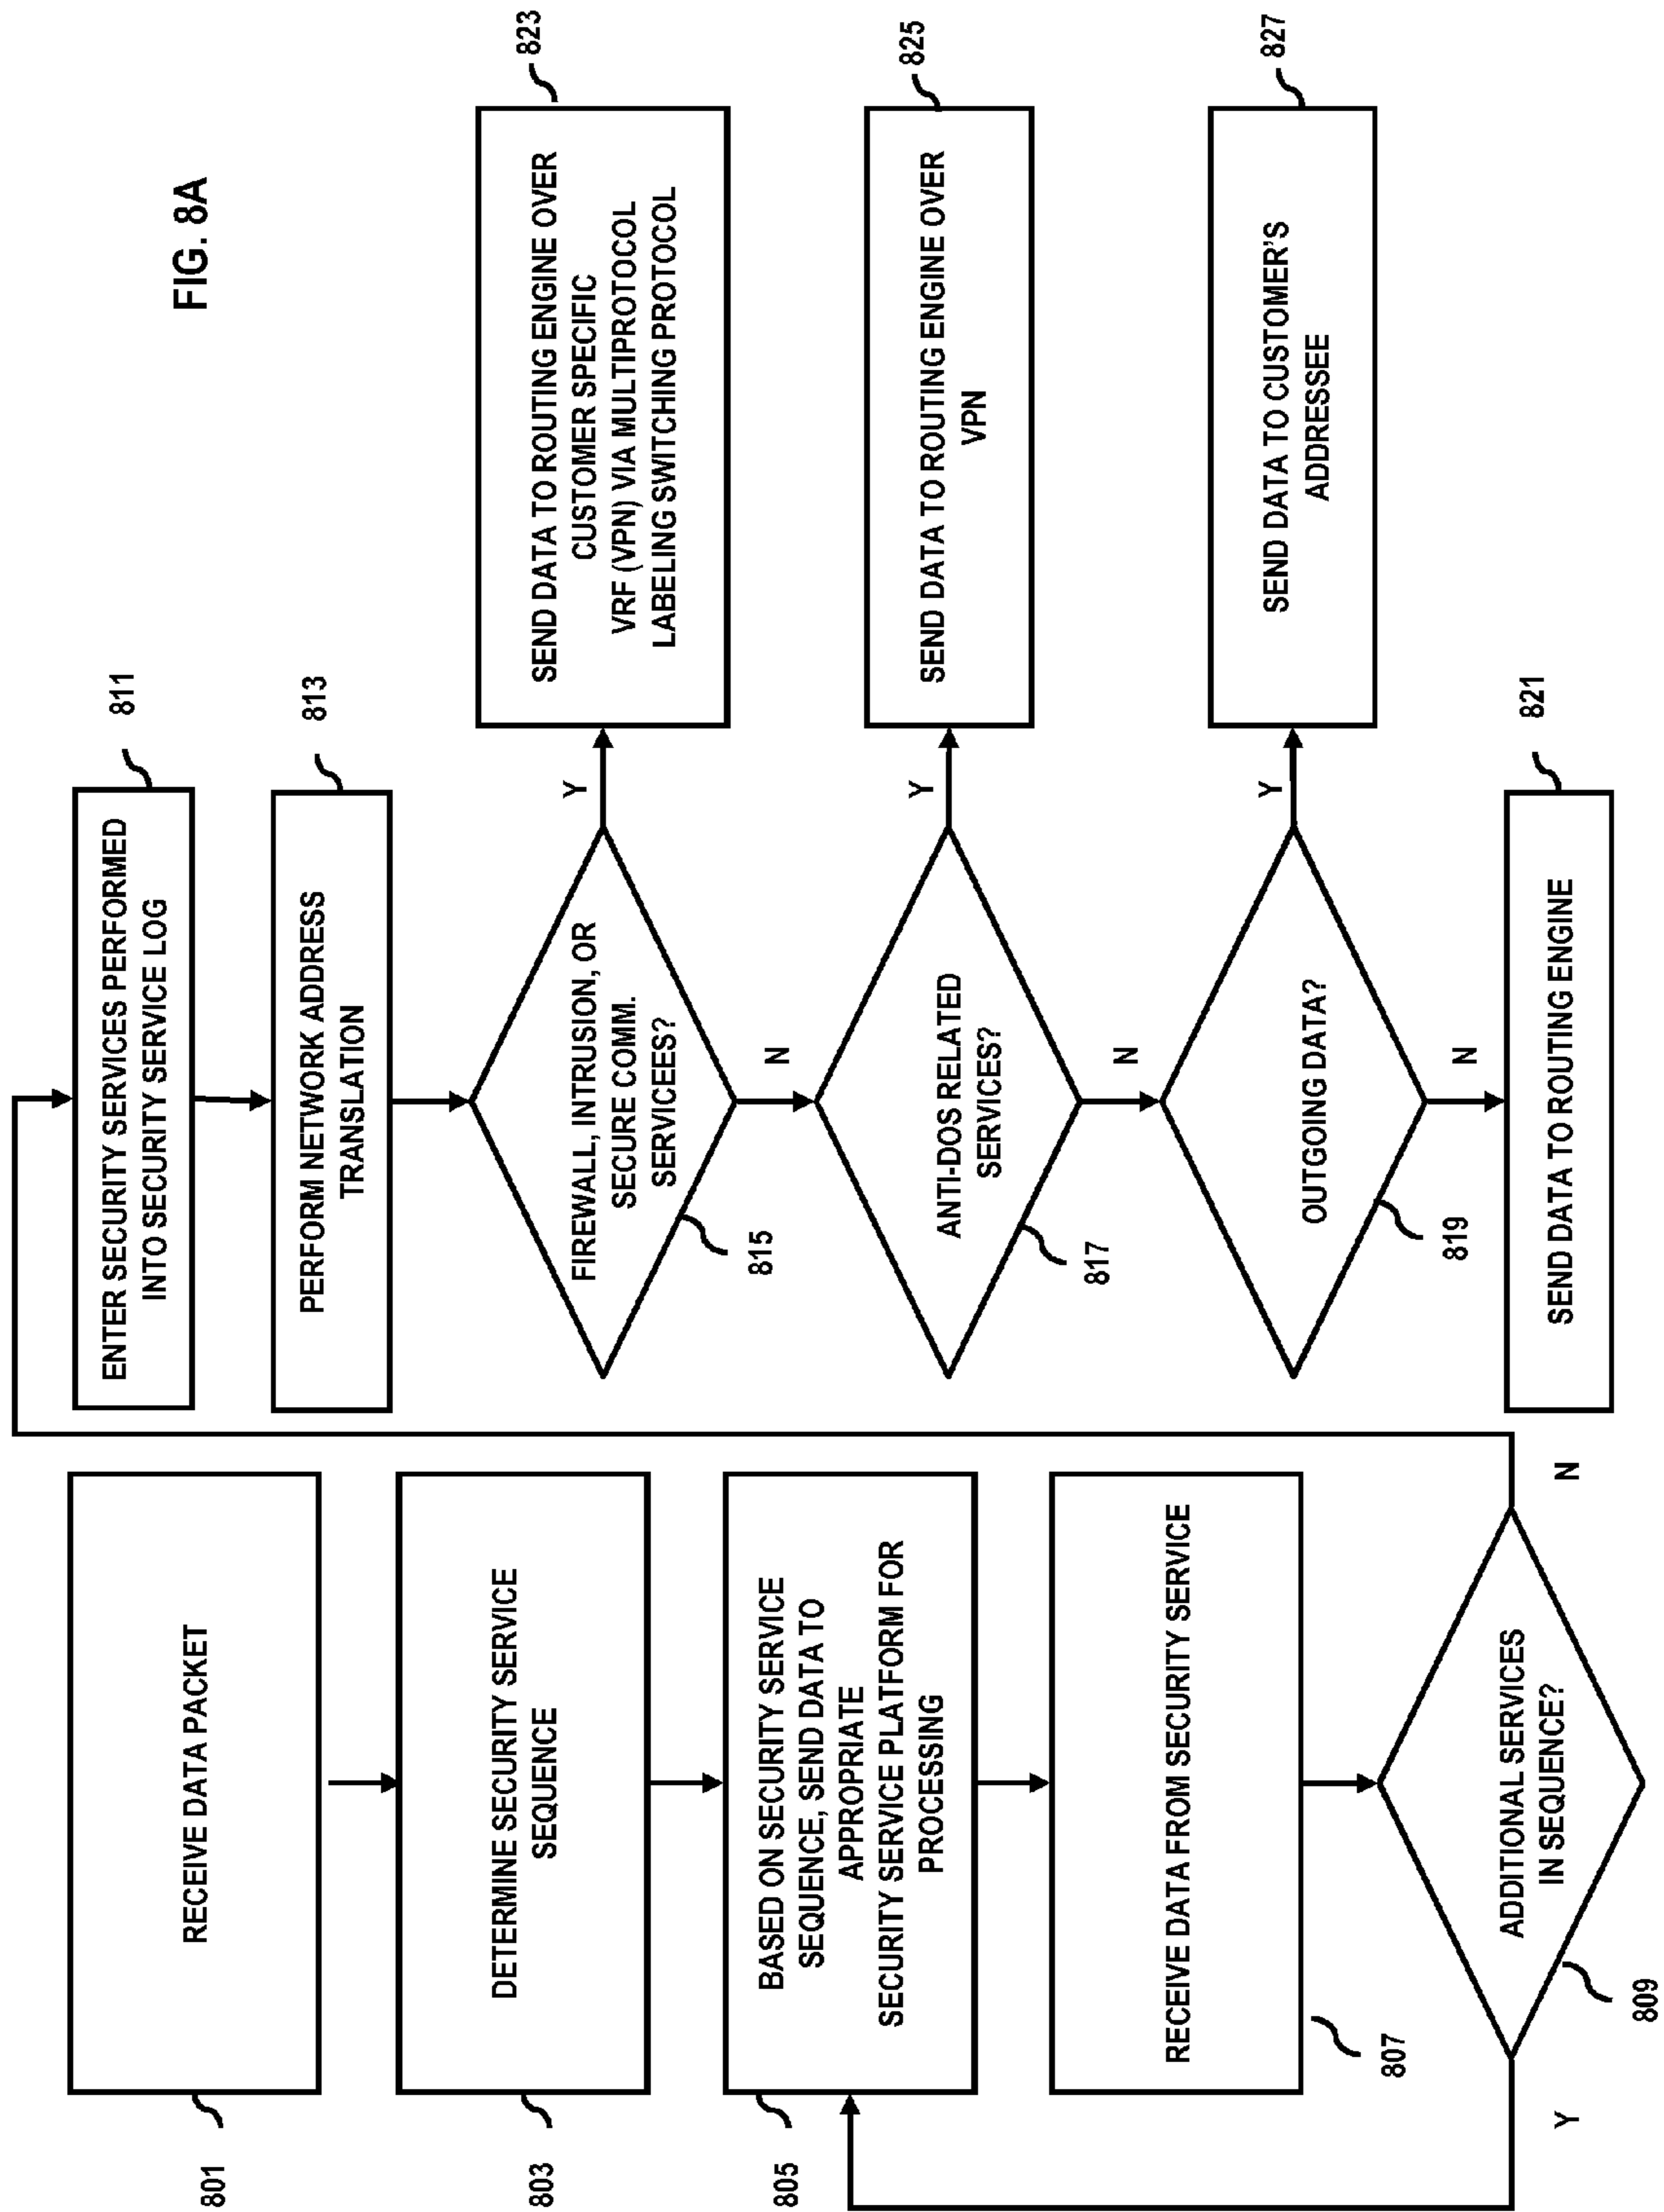 FIG. 8A
RECEIVE DATA PACKET
801
DETERMINE SECURITY SERVICE
SEQUENCE
803
BASED ON SECURITY SERVICE
SEQUENCE, SEND DATA TO
APPROPRIATE
SECURITY SERVICE PLATFORM FOR
PROCESSING
805
RECEIVE DATA FROM SECURITY SERVICE
807
ADDITIONAL SERVICES
IN SEQUENCE?
809
Y
N
ENTER SECURITY SERVICES PERFORMED
INTO SECURITY SERVICE LOG
811
PERFORM NETWORK ADDRESS
TRANSLATION
813
FIREWALL, INTRUSION, OR
SECURE COMM.
SERVICEES?
815
Y
N
SEND DATA TO ROUTING ENGINE OVER
CUSTOMER SPECIFIC
VRF (VPN) VIA MULTIPROTOCOL
LABELING SWITCHING PROTOCOL
823
ANTI-DOS RELATED
SERVICES?
817
Y
N
SEND DATA TO ROUTING ENGINE OVER
VPN
825
OUTGOING DATA?
819
Y
N
SEND DATA TO CUSTOMER'S
ADDRESSEE
827
SEND DATA TO ROUTING ENGINE
821